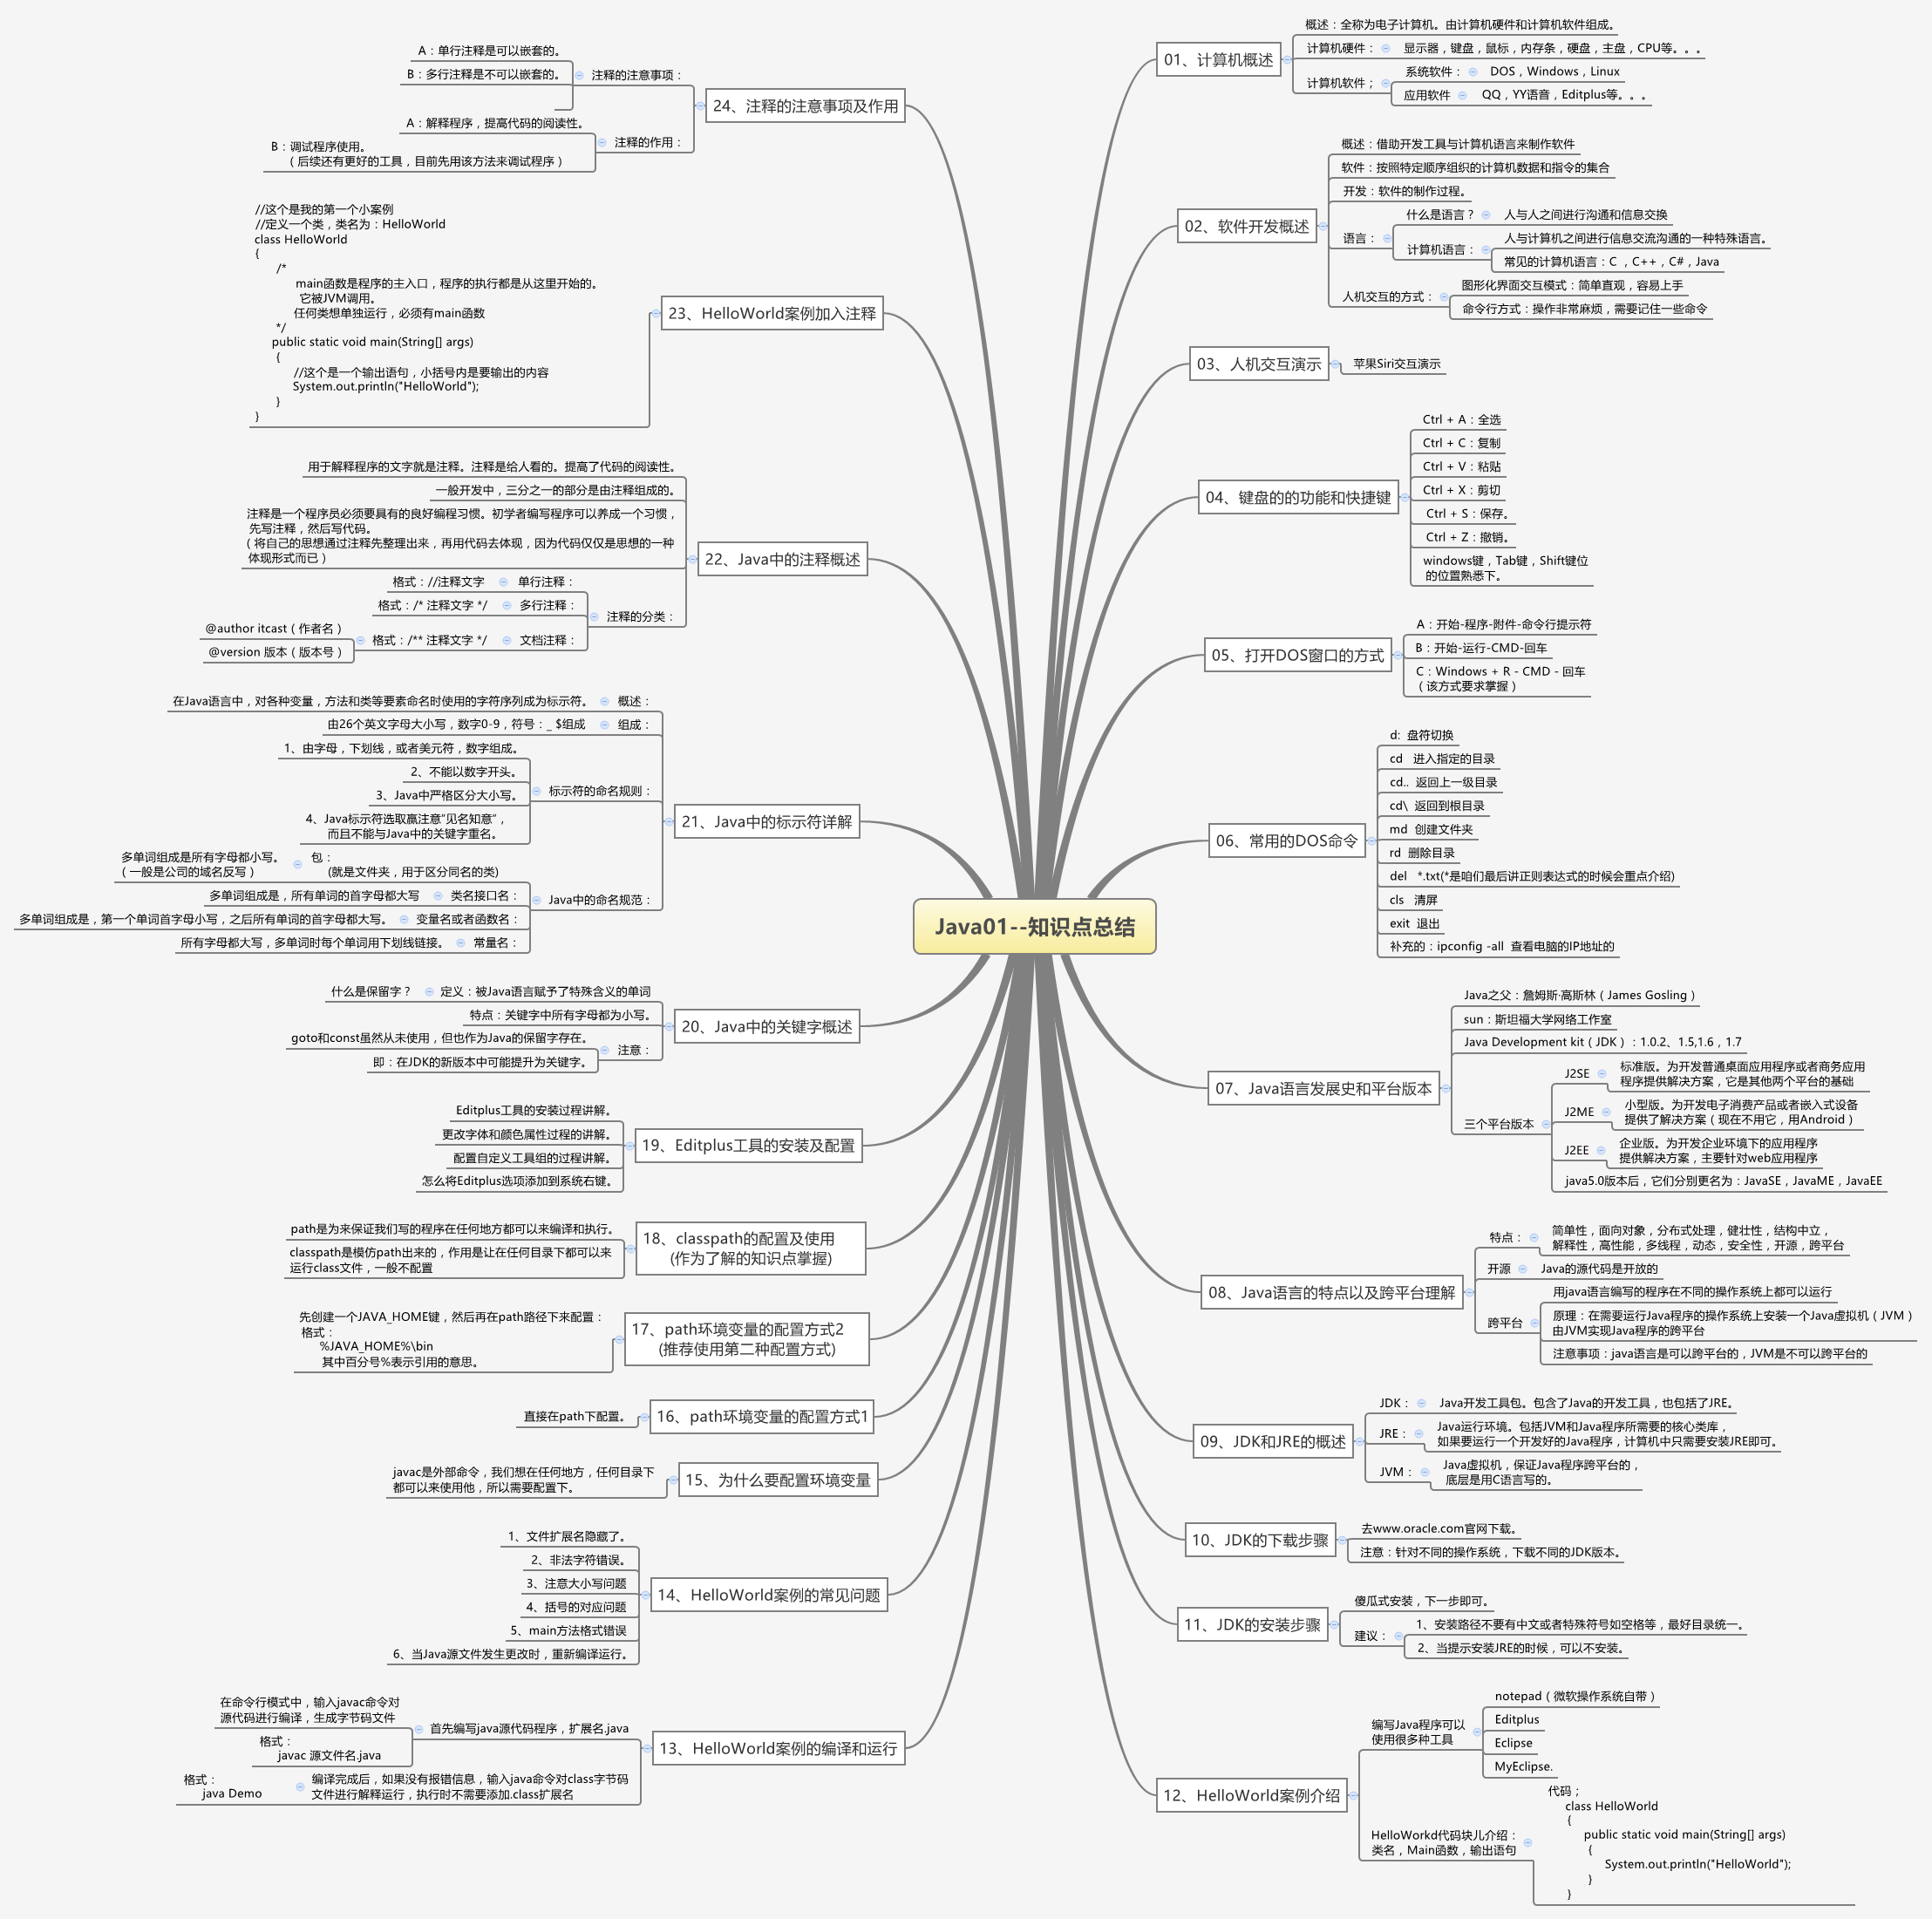 Java01--知识点总结
01、计算机概述
概述：全称为电子计算机。由计算机硬件和计算机软件组成。
计算机硬件：
显示器，键盘，鼠标，内存条，硬盘，主盘，CPU等。。。
计算机软件；
系统软件：
DOS，Windows，Linux
应用软件
QQ，YY语音，Editplus等。。。
02、软件开发概述
概述：借助开发工具与计算机语言来制作软件
软件：按照特定顺序组织的计算机数据和指令的集合
开发：软件的制作过程。
语言：
什么是语言？
人与人之间进行沟通和信息交换
计算机语言：
人与计算机之间进行信息交流沟通的一种特殊语言。
常见的计算机语言：C ，C++，C#，Java
人机交互的方式：
图形化界面交互模式：简单直观，容易上手
命令行方式：操作非常麻烦，需要记住一些命令
03、人机交互演示
苹果Siri交互演示
04、键盘的的功能和快捷键
Ctrl + A：全选
Ctrl + C：复制
Ctrl + V：粘贴
Ctrl + X：剪切
Ctrl + S：保存。
Ctrl + Z：撤销。
windows键，Tab键，Shift键位
的位置熟悉下。
05、打开DOS窗口的方式
A：开始-程序-附件-命令行提示符
B：开始-运行-CMD-回车
C：Windows + R - CMD - 回车
（该方式要求掌握）
06、常用的DOS命令
d: 盘符切换
cd 进入指定的目录
cd.. 返回上一级目录
cd\ 返回到根目录
md 创建文件夹
rd 删除目录
del *.txt(*是咱们最后讲正则表达式的时候会重点介绍)
cls 清屏
exit 退出
补充的：ipconfig -all 查看电脑的IP地址的
07、Java语言发展史和平台版本
Java之父：詹姆斯·高斯林（James Gosling）
sun：斯坦福大学网络工作室
Java Development kit（JDK）：1.0.2、1.5,1.6，1.7
三个平台版本
J2SE
标准版。为开发普通桌面应用程序或者商务应用
程序提供解决方案，它是其他两个平台的基础
J2ME
小型版。为开发电子消费产品或者嵌入式设备
提供了解决方案（现在不用它，用Android）
J2EE
企业版。为开发企业环境下的应用程序
提供解决方案，主要针对web应用程序
java5.0版本后，它们分别更名为：JavaSE，JavaME，JavaEE
08、Java语言的特点以及跨平台理解
特点：
简单性，面向对象，分布式处理，健壮性，结构中立，
解释性，高性能，多线程，动态，安全性，开源，跨平台
开源
Java的源代码是开放的
跨平台
用java语言编写的程序在不同的操作系统上都可以运行
原理：在需要运行Java程序的操作系统上安装一个Java虚拟机（JVM）
由JVM实现Java程序的跨平台
注意事项：java语言是可以跨平台的，JVM是不可以跨平台的
09、JDK和JRE的概述
JDK：
Java开发工具包。包含了Java的开发工具，也包括了JRE。
JRE：
Java运行环境。包括JVM和Java程序所需要的核心类库，
如果要运行一个开发好的Java程序，计算机中只需要安装JRE即可。
JVM：
Java虚拟机，保证Java程序跨平台的，
底层是用C语言写的。
10、JDK的下载步骤
去www.oracle.com官网下载。
注意：针对不同的操作系统，下载不同的JDK版本。
11、JDK的安装步骤
傻瓜式安装，下一步即可。
建议：
1、安装路径不要有中文或者特殊符号如空格等，最好目录统一。
2、当提示安装JRE的时候，可以不安装。
12、HelloWorld案例介绍
编写Java程序可以
使用很多种工具
notepad（微软操作系统自带）
Editplus
Eclipse
MyEclipse.
HelloWorkd代码块儿介绍：
类名，Main函数，输出语句
代码；
class HelloWorld
{
public static void main(String[] args)
{
System.out.println("HelloWorld");
}
}
24、注释的注意事项及作用
注释的注意事项：
A：单行注释是可以嵌套的。
B：多行注释是不可以嵌套的。
注释的作用：
A：解释程序，提高代码的阅读性。
B：调试程序使用。
（后续还有更好的工具，目前先用该方法来调试程序）
23、HelloWorld案例加入注释
//这个是我的第一个小案例
//定义一个类，类名为：HelloWorld
class HelloWorld
{
/*
main函数是程序的主入口，程序的执行都是从这里开始的。
它被JVM调用。
任何类想单独运行，必须有main函数
*/
public static void main(String[] args)
{
//这个是一个输出语句，小括号内是要输出的内容
System.out.println("HelloWorld");
}
}
22、Java中的注释概述
用于解释程序的文字就是注释。注释是给人看的。提高了代码的阅读性。
一般开发中，三分之一的部分是由注释组成的。
注释是一个程序员必须要具有的良好编程习惯。初学者编写程序可以养成一个习惯，
先写注释，然后写代码。
（将自己的思想通过注释先整理出来，再用代码去体现，因为代码仅仅是思想的一种
体现形式而已）
注释的分类：
单行注释：
格式：//注释文字
多行注释：
格式：/* 注释文字 */
文档注释：
格式：/** 注释文字 */
@author itcast（作者名）
@version 版本（版本号）
21、Java中的标示符详解
概述：
在Java语言中，对各种变量，方法和类等要素命名时使用的字符序列成为标示符。
组成：
由26个英文字母大小写，数字0-9，符号：_ $组成
标示符的命名规则：
1、由字母，下划线，或者美元符，数字组成。
2、不能以数字开头。
3、Java中严格区分大小写。
4、Java标示符选取赢注意“见名知意”，
而且不能与Java中的关键字重名。
Java中的命名规范：
包：
(就是文件夹，用于区分同名的类)
多单词组成是所有字母都小写。
（一般是公司的域名反写）
类名接口名：
多单词组成是，所有单词的首字母都大写
变量名或者函数名：
多单词组成是，第一个单词首字母小写，之后所有单词的首字母都大写。
常量名：
所有字母都大写，多单词时每个单词用下划线链接。
20、Java中的关键字概述
定义：被Java语言赋予了特殊含义的单词
什么是保留字？
特点：关键字中所有字母都为小写。
注意：
goto和const虽然从未使用，但也作为Java的保留字存在。
即：在JDK的新版本中可能提升为关键字。
19、Editplus工具的安装及配置
Editplus工具的安装过程讲解。
更改字体和颜色属性过程的讲解。
配置自定义工具组的过程讲解。
怎么将Editplus选项添加到系统右键。
18、classpath的配置及使用
(作为了解的知识点掌握)
path是为来保证我们写的程序在任何地方都可以来编译和执行。
classpath是模仿path出来的，作用是让在任何目录下都可以来
运行class文件，一般不配置
17、path环境变量的配置方式2
(推荐使用第二种配置方式)
先创建一个JAVA_HOME键，然后再在path路径下来配置：
格式：
%JAVA_HOME%\bin
其中百分号%表示引用的意思。
16、path环境变量的配置方式1
直接在path下配置。
15、为什么要配置环境变量
javac是外部命令，我们想在任何地方，任何目录下
都可以来使用他，所以需要配置下。
14、HelloWorld案例的常见问题
1、文件扩展名隐藏了。
2、非法字符错误。
3、注意大小写问题
4、括号的对应问题
5、main方法格式错误
6、当Java源文件发生更改时，重新编译运行。
13、HelloWorld案例的编译和运行
首先编写java源代码程序，扩展名.java
在命令行模式中，输入javac命令对
源代码进行编译，生成字节码文件
格式：
javac 源文件名.java
编译完成后，如果没有报错信息，输入java命令对class字节码
文件进行解释运行，执行时不需要添加.class扩展名
格式：
java Demo